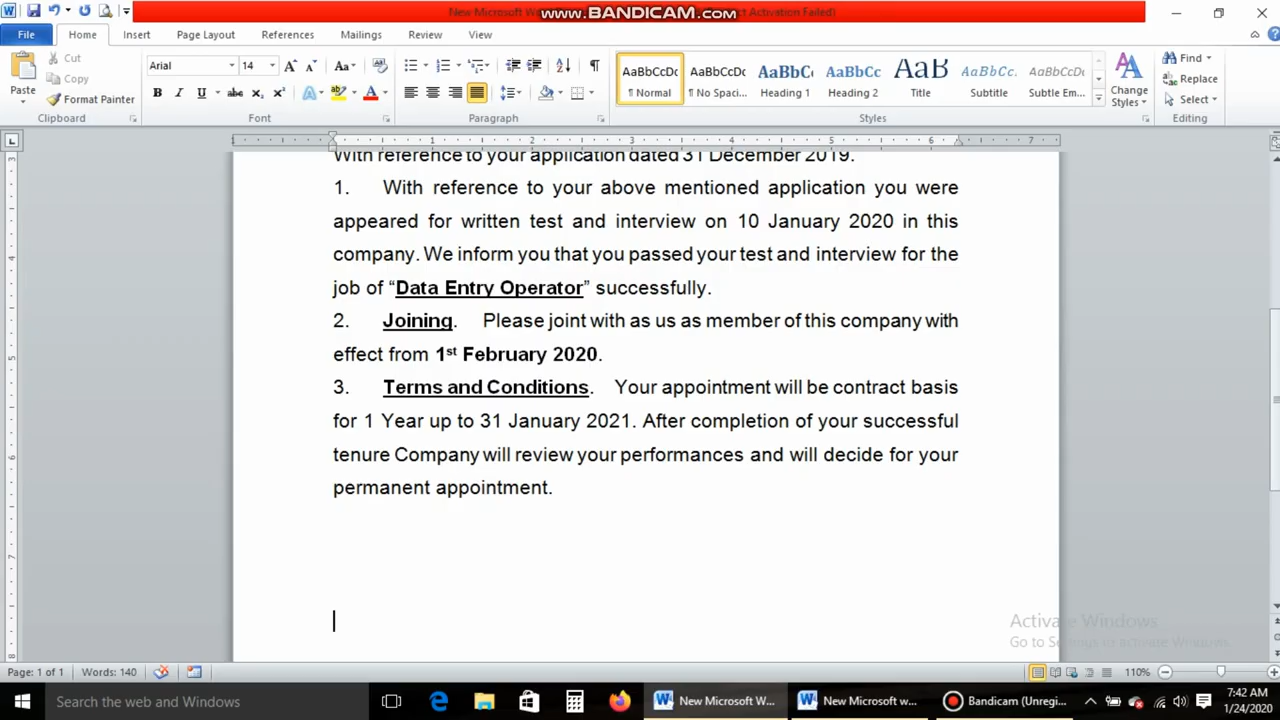 New Microsoft W
t Activation Failed)
www.BANDICAM.com
File
Home
Insert
Page Layout
References
Mailings
Review
View
Paste
Cut
Copy
Format Painter
Clipboard
Arial
14
Font
Paragraph
AaBbCcDc
¶ Normal
AaBbCcDc
¶ No Spaci...
AaBbC
Heading 1
AaBbCc
Heading 2
AaB
Title
AaBbCc.
Subtitle
AaBbCcDc
Subtle Em...
Change
Styles
Styles
Find
Replace
Select
Editing
With reference to your application dated 31 December 2019.
1. With reference to your above mentioned application you were
appeared for written test and interview on 10 January 2020 in this
company. We inform you that you passed your test and interview for the
job of “Data Entry Operator” successfully.
2. Joining. Please joint with as us as member of this company with
effect from 1st February 2020.
3. Terms and Conditions. Your appointment will be contract basis
for 1 Year up to 31 January 2021. After completion of your successful
tenure Company will review your performances and will decide for your
permanent appointment.
Activate Windows
Go to Settings to activate Windows.
Page: 1 of 1
Words: 140
110%
Search the web and Windows
New Microsoft W...
New Microsoft w...
Bandicam (Unregi...
7:42 AM
1/24/2020